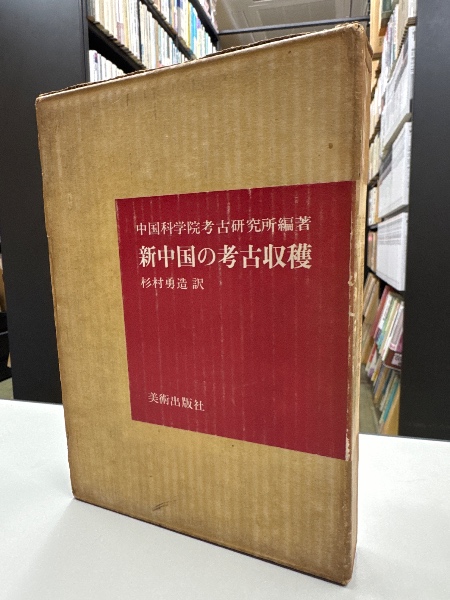 中国科学院考古研究所編著
新中国の考古収穫
杉村勇造 訳
美術出版社